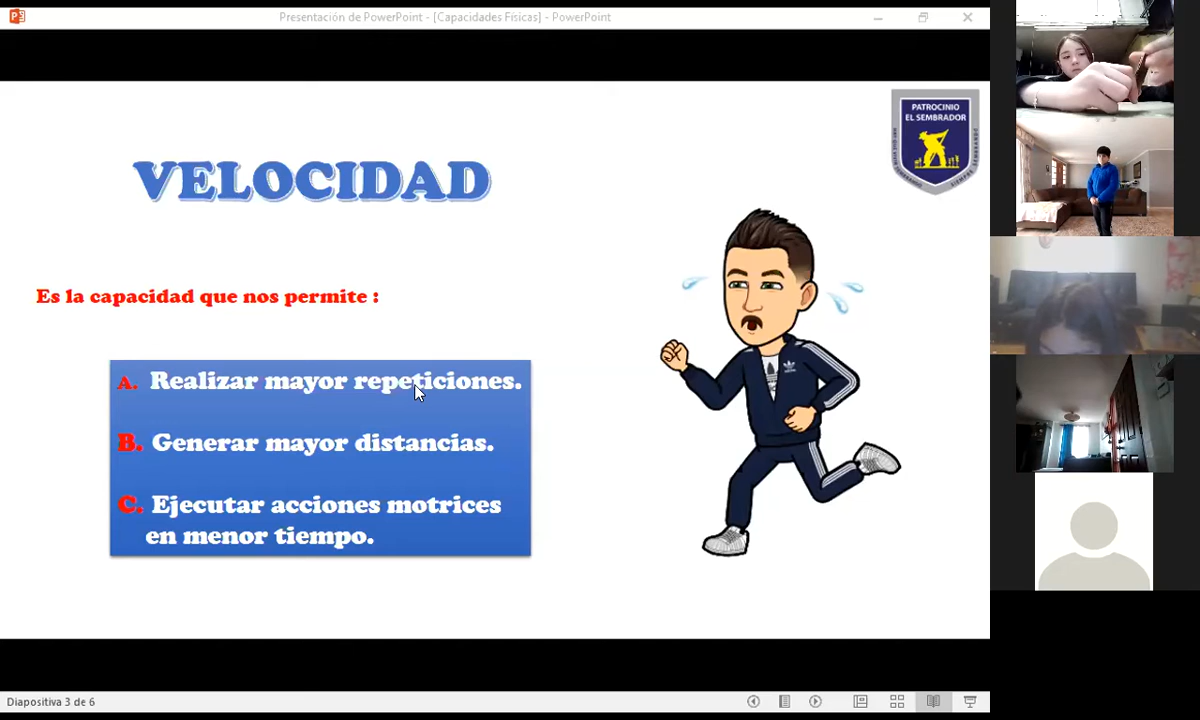 Presentación de PowerPoint - [Capacidades Físicas] - PowerPoint
PATROCINIO
EL SEMBRADOR
VELOCIDAD
Es la capacidad que nos permite :
A. Realizar mayor repeticiones.
B. Generar mayor distancias.
C. Ejecutar acciones motrices
en menor tiempo.
Diapositiva 3 de 6